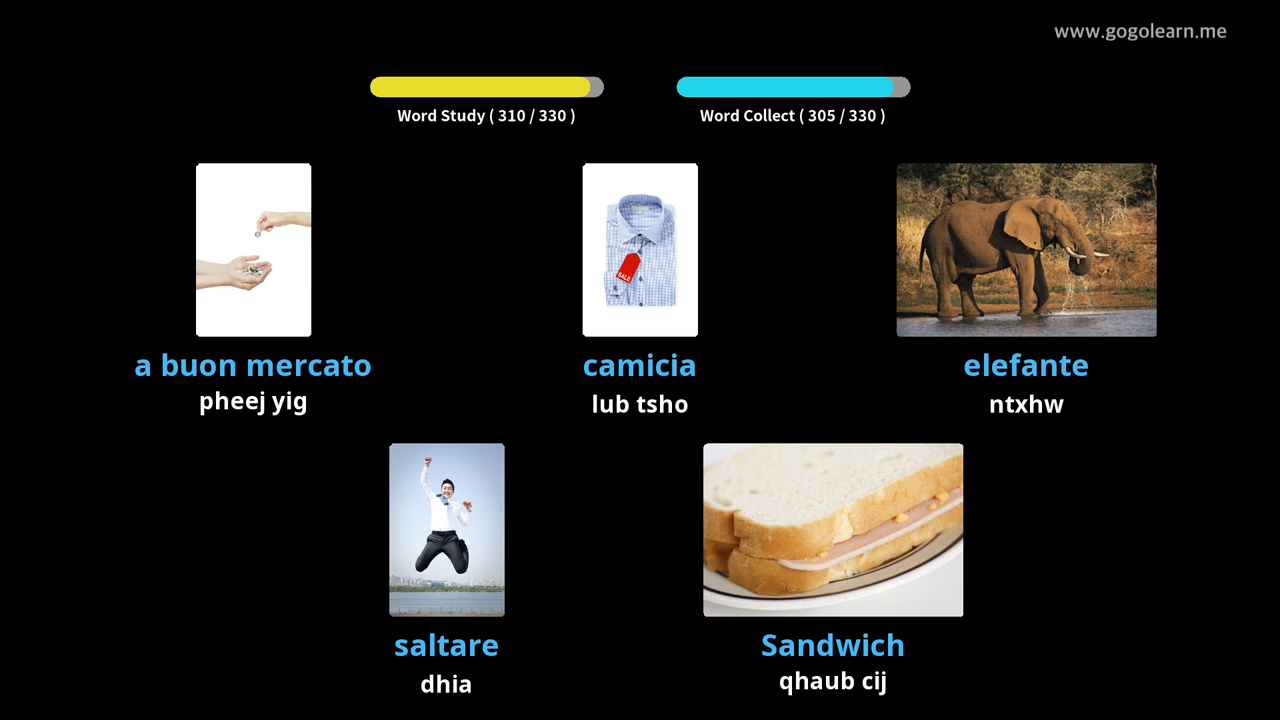 www.gogolearn.me
Word Study ( 310 / 330 )
Word Collect ( 305 / 330 )
SALE
a buon mercato
pheej yig
camicia
lub tsho
elefante
ntxhw
saltare
dhia
Sandwich
qhaub cij